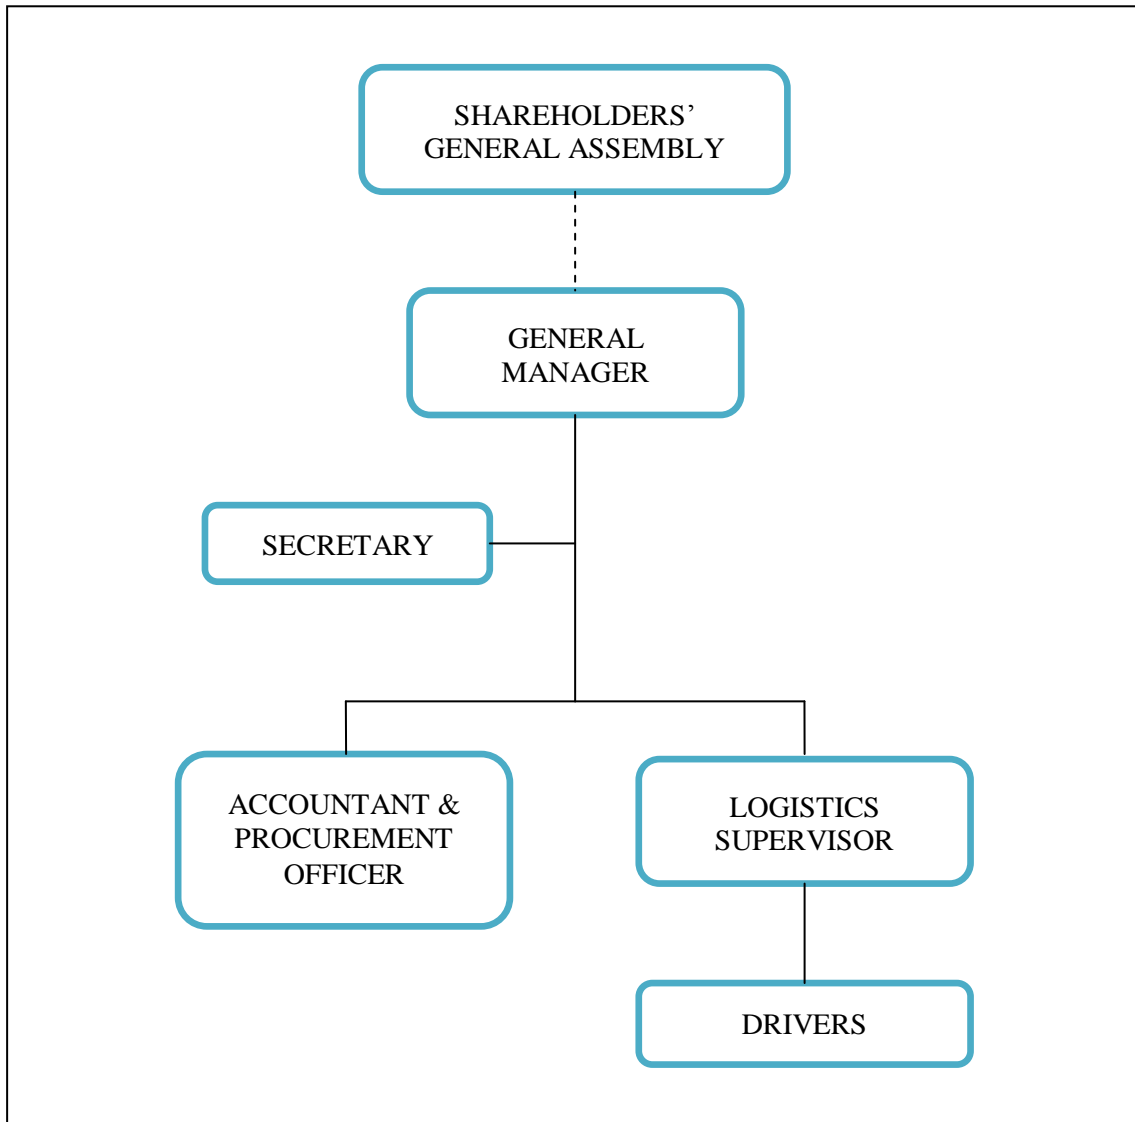 SHAREHOLDERS’
GENERAL ASSEMBLY
GENERAL
MANAGER
SECRETARY
ACCOUNTANT &
PROCUREMENT
OFFICER
LOGISTICS
SUPERVISOR
DRIVERS